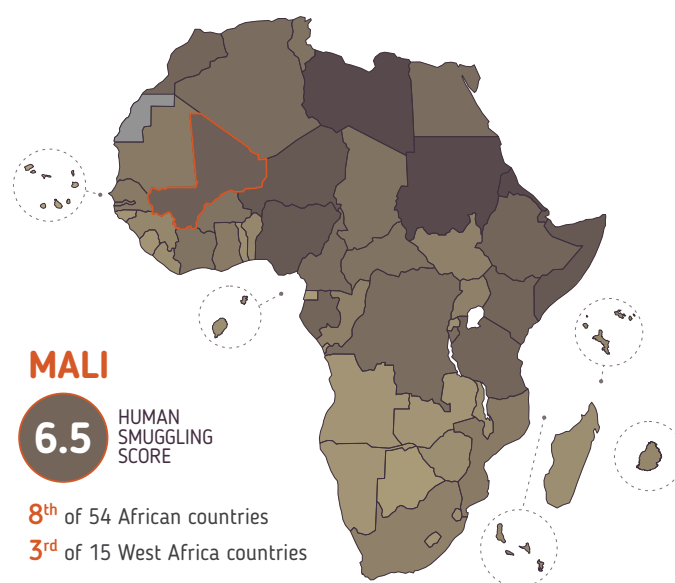 MALI
6.5
HUMAN
SMUGGLING
SCORE
8th of 54 African countries
3rd of 15 West Africa countries